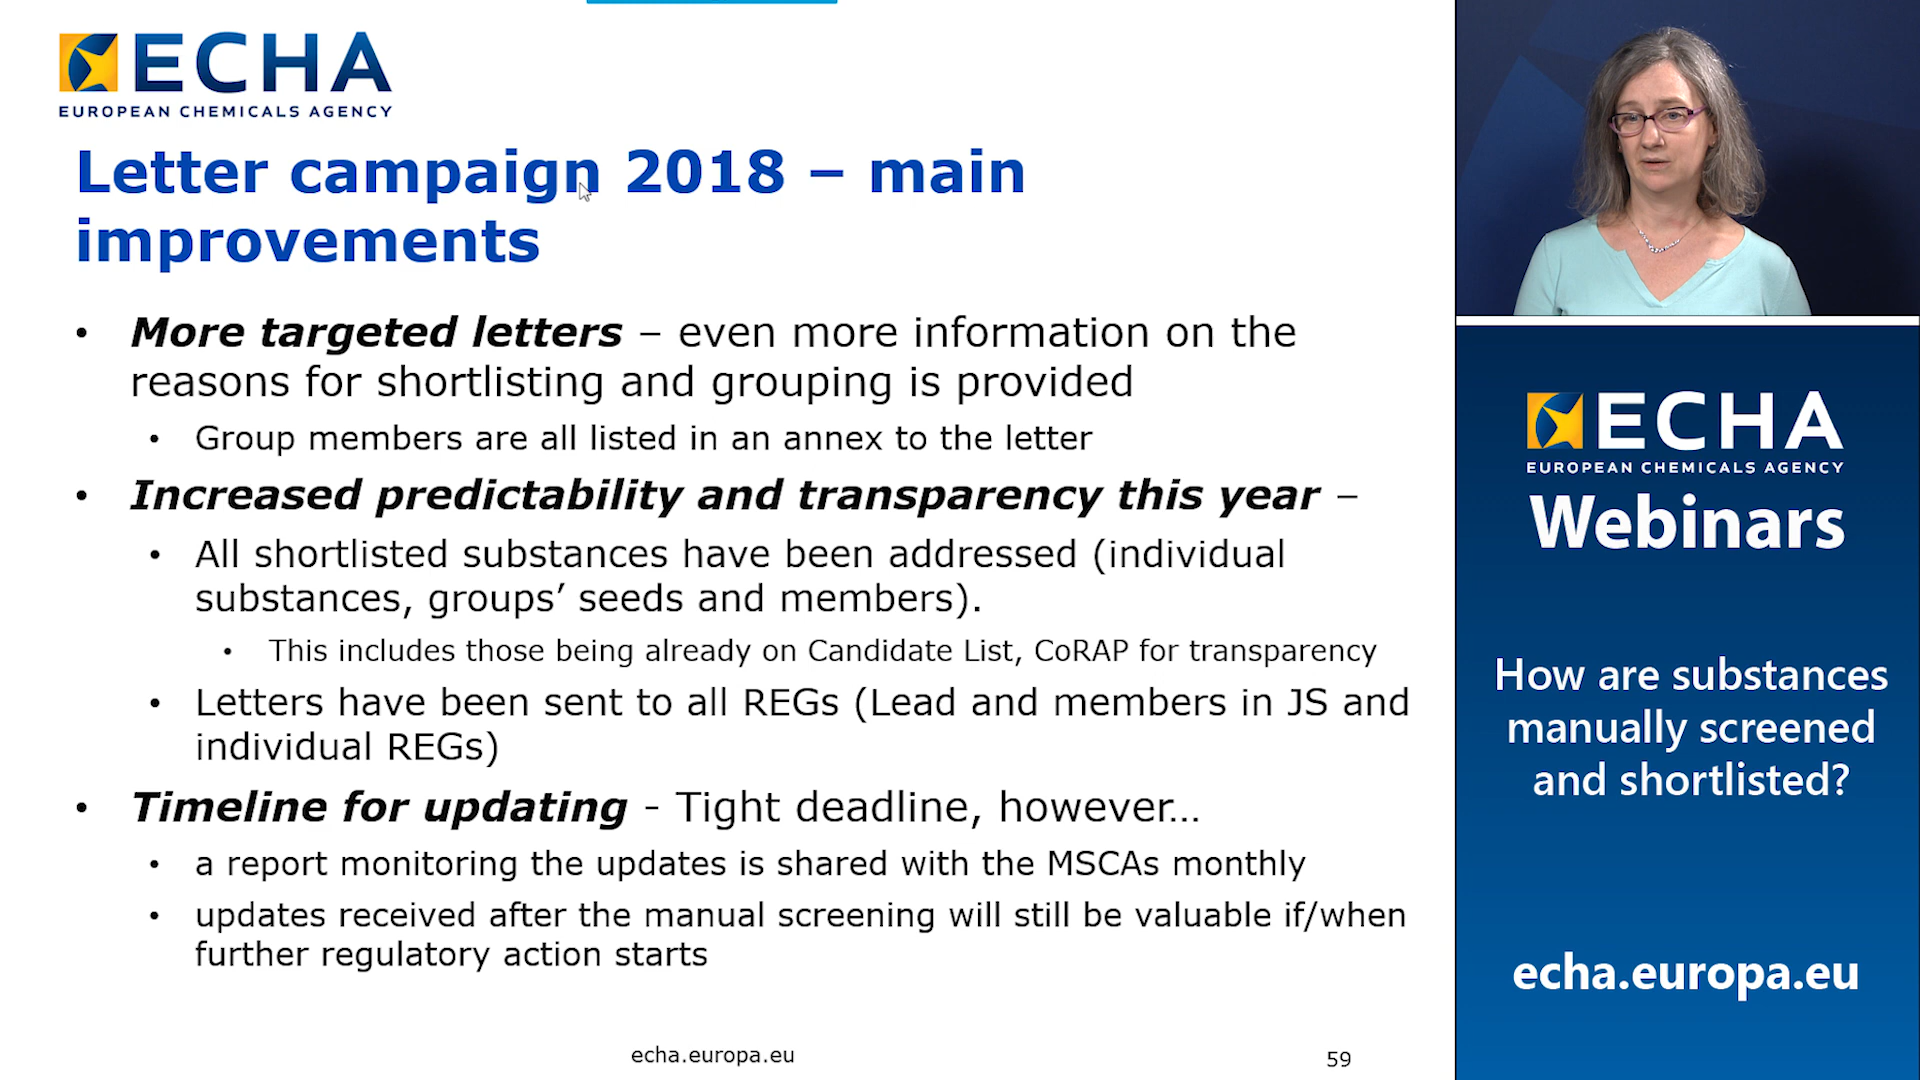 ECHA
EUROPEAN CHEMICALS AGENCY
Letter campaign 2018 – main
improvements
• More targeted letters – even more information on the
reasons for shortlisting and grouping is provided
• Group members are all listed in an annex to the letter
• Increased predictability and transparency this year –
• All shortlisted substances have been addressed (individual
substances, groups’ seeds and members).
• This includes those being already on Candidate List, CoRAP for transparency
• Letters have been sent to all REGs (Lead and members in JS and
individual REGs)
• Timeline for updating - Tight deadline, however…
• a report monitoring the updates is shared with the MSCAs monthly
• updates received after the manual screening will still be valuable if/when
further regulatory action starts
echa.europa.eu
59
ECHA
EUROPEAN CHEMICALS AGENCY
Webinars
How are substances
manually screened
and shortlisted?
echa.europa.eu